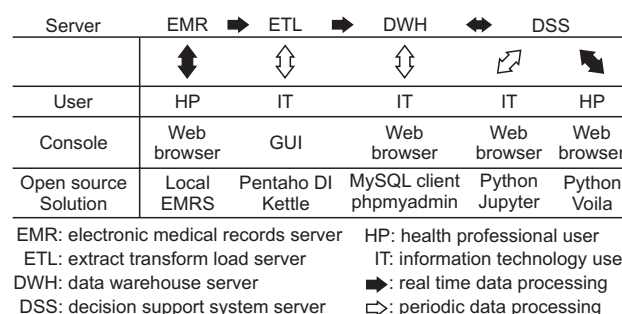 Server EMR ETL DWH DSS
User HP IT IT IT HP
Console Web browser GUI Web browser Web browser Web browser
Open source Solution Local EMRS Pentaho DI Kettle MySQL client phpmyadmin Python Jupyter Python Voila
EMR: electronic medical records server
HP: health professional user
ETL: extract transform load server
IT: information technology use
DWH: data warehouse server
: real time data processing
DSS: decision support system server
: periodic data processing